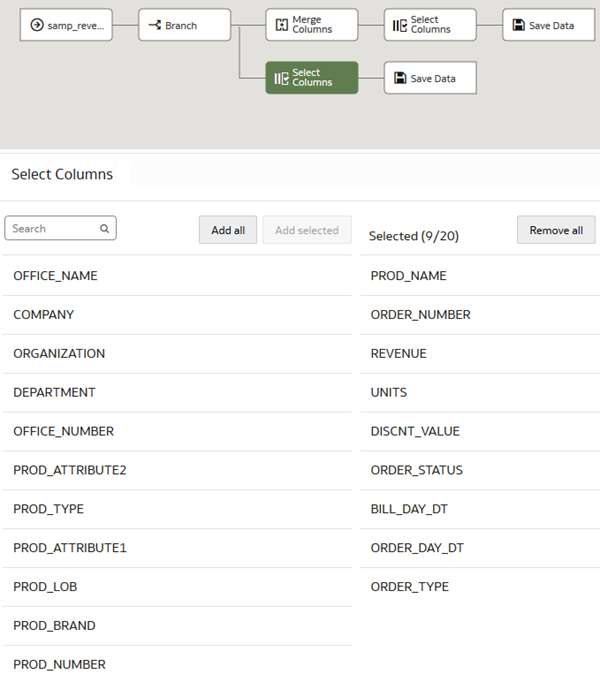 samp_reve...
Branch
Merge
Columns
Select
Columns
Save Data
Select
Columns
Save Data
Select Columns
Search
Add all
Add selected
Selected (9/20)
Remove all
OFFICE_NAME
COMPANY
ORGANIZATION
DEPARTMENT
OFFICE_NUMBER
PROD_ATTRIBUTE2
PROD_TYPE
PROD_ATTRIBUTE1
PROD_LOB
PROD_BRAND
PROD_NUMBER
PROD_NAME
ORDER_NUMBER
REVENUE
UNITS
DISCNT_VALUE
ORDER_STATUS
BILL_DAY_DT
ORDER_DAY_DT
ORDER_TYPE